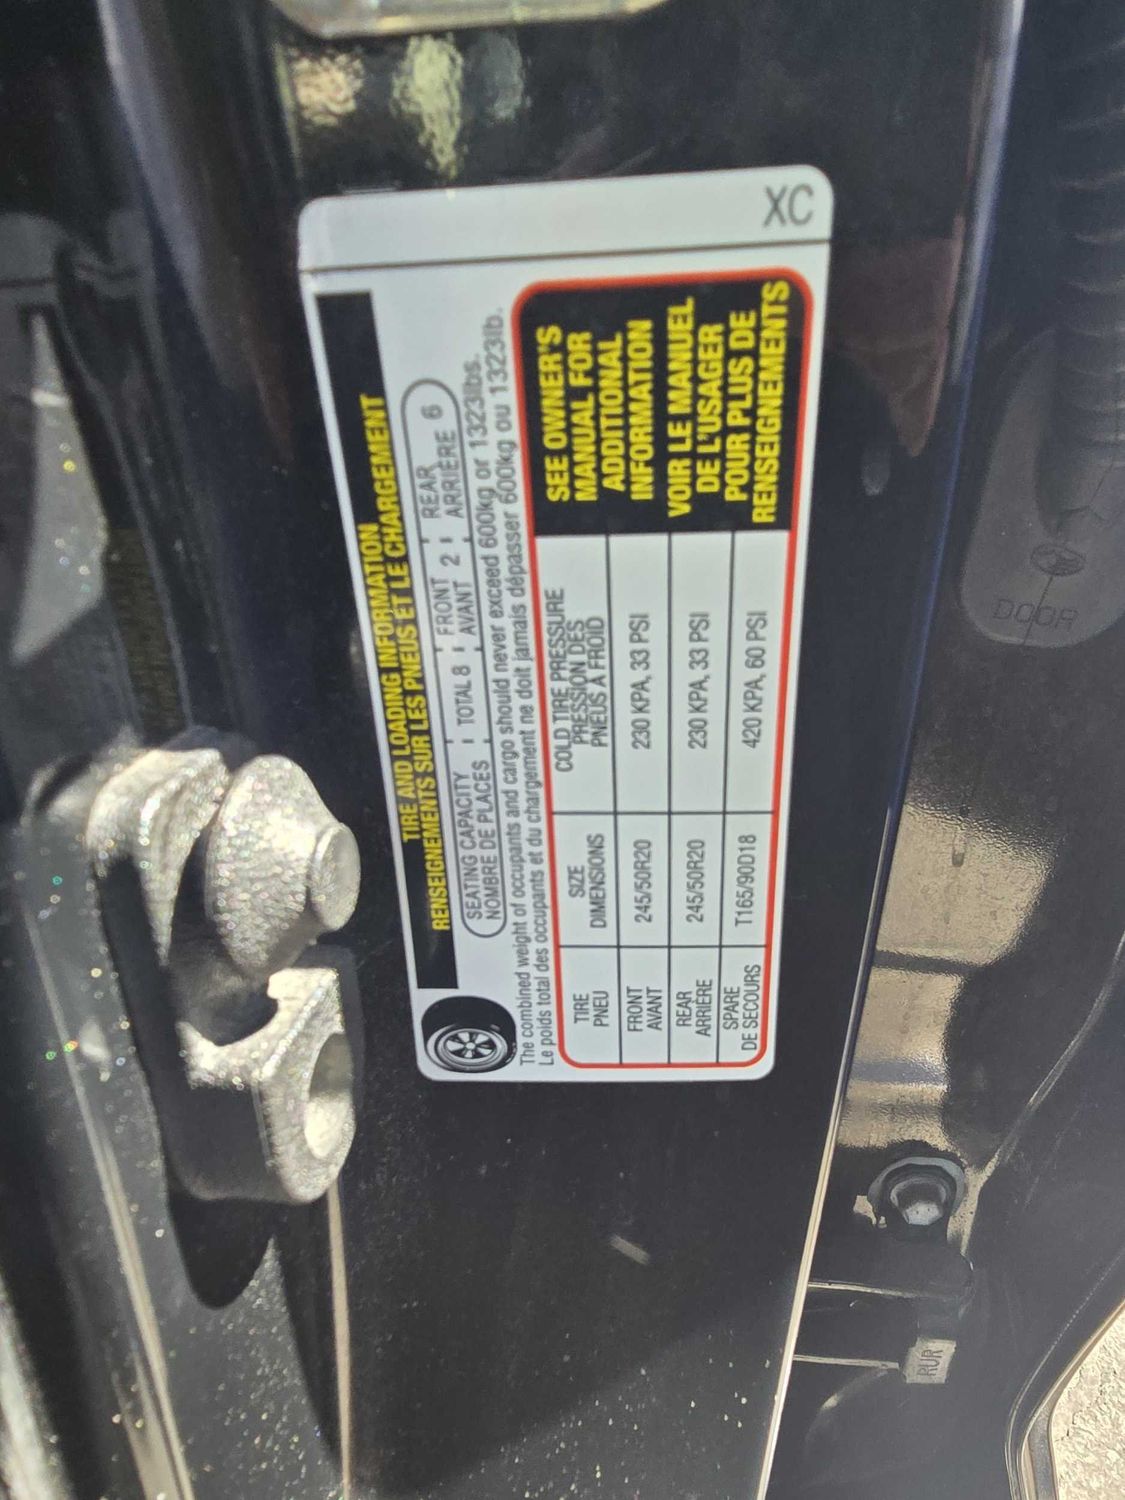 XC
TIRE AND LOADING INFORMATION
RENSEIGNEMENTS SUR LES PNEUS ET LE CHARGEMENT
SEATING CAPACITY
NOMBRE DE PLACES
TOTAL 8
FRONT
AVANT
2
REAR
ARRIÈRE
6
The combined weight of occupants and cargo should never exceed 600kg or 1323lbs.
Le poids total des occupants et du chargement ne doit jamais dépasser 600kg ou 1323lb.
TIRE
PNEU
SIZE
DIMENSIONS
COLD TIRE PRESSURE
PRESSION DES
PNEUS À FROID
FRONT
AVANT
245/50R20
230 KPA, 33 PSI
REAR
ARRIÈRE
245/50R20
230 KPA, 33 PSI
SPARE
DE SECOURS
T165/90D18
420 KPA, 60 PSI
SEE OWNER'S
MANUAL FOR
ADDITIONAL
INFORMATION
VOIR LE MANUEL
DE L'USAGER
POUR PLUS DE
RENSEIGNEMENTS
DOOR
RUR